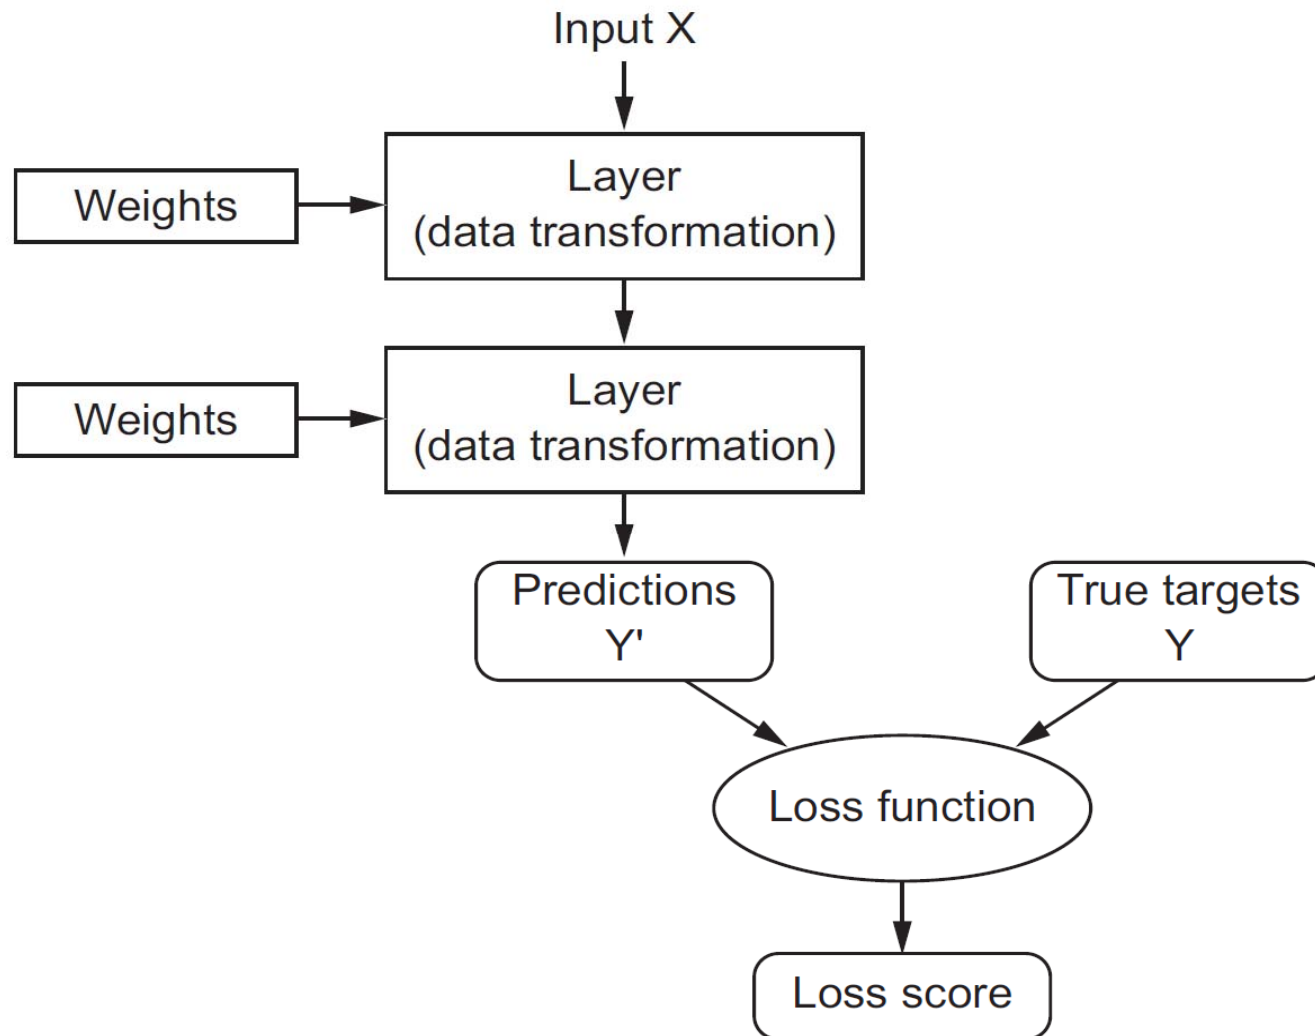 Input X
Layer
(data transformation)
Weights
Layer
(data transformation)
Weights
Predictions
Y'
True targets
Y
Loss function
Loss score